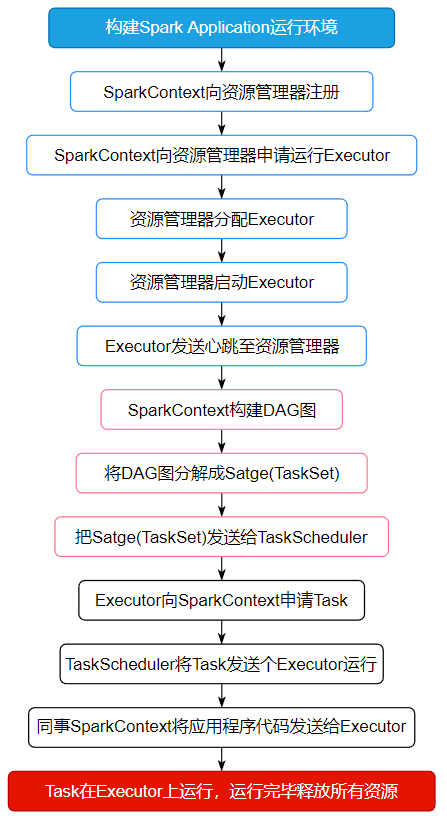 构建Spark Application运行环境
SparkContext向资源管理器注册
SparkContext向资源管理器申请运行Executor
资源管理器分配Executor
资源管理器启动Executor
Executor发送心跳至资源管理器
SparkContext构建DAG图
将DAG图分解成Satge(TaskSet)
把Satge(TaskSet)发送给TaskScheduler
Executor向SparkContext申请Task
TaskScheduler将Task发送个Executor运行
同事SparkContext将应用程序代码发送给Executor
Task在Executor上运行，运行完毕释放所有资源